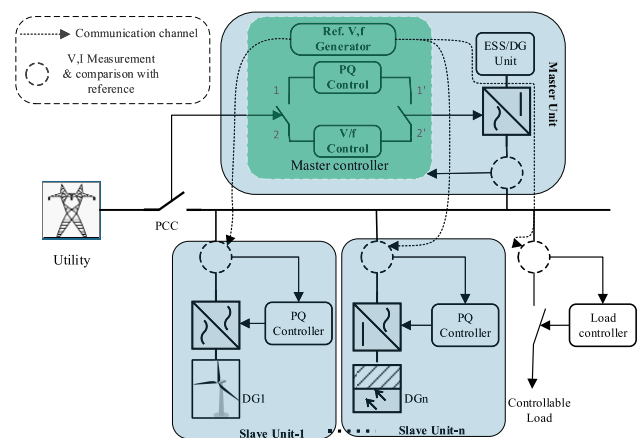 Communication channel
V,I Measurement
& comparison with
reference
Ref. V,f
Generator
PQ
Control
1
1'
2
2'
V/f
Control
Master controller
ESS/DG
Unit
Master Unit
PCC
Utility
PQ
Controller
DG1
Slave Unit-1
PQ
Controller
DGn
Slave Unit-n
Load
controller
Controllable
Load